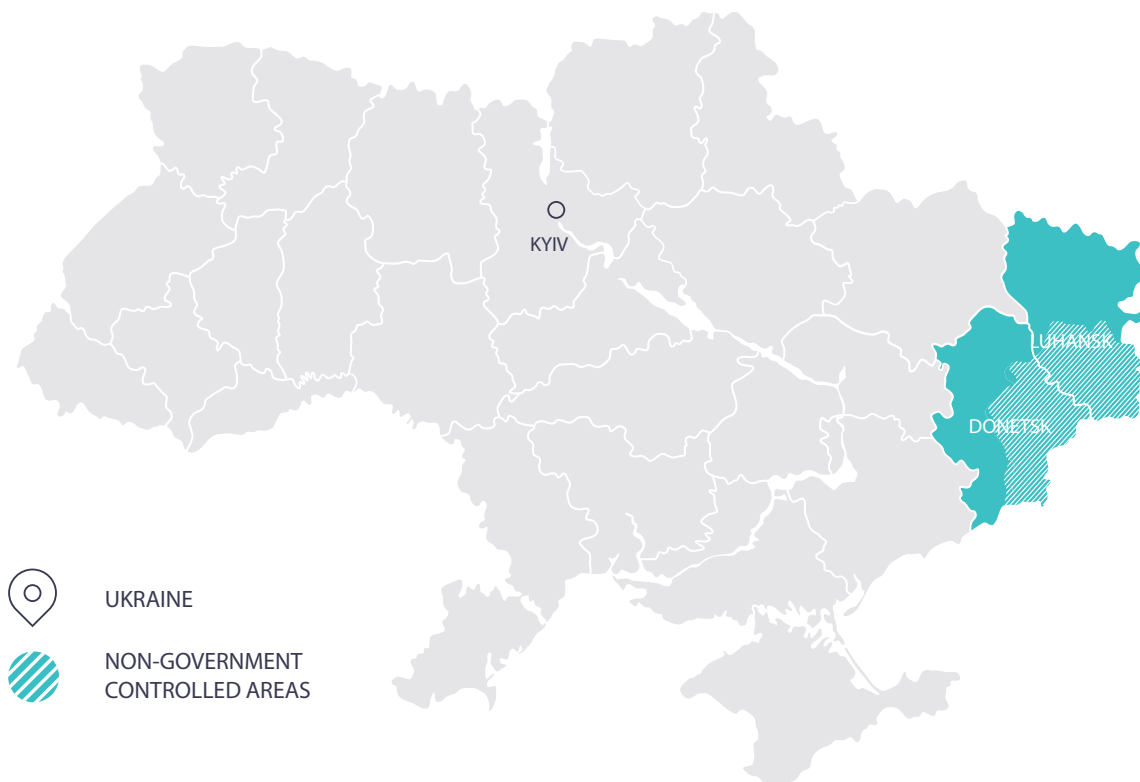 KYIV
LUHANSK
DONETSK
UKRAINE
NON-GOVERNMENT
CONTROLLED AREAS